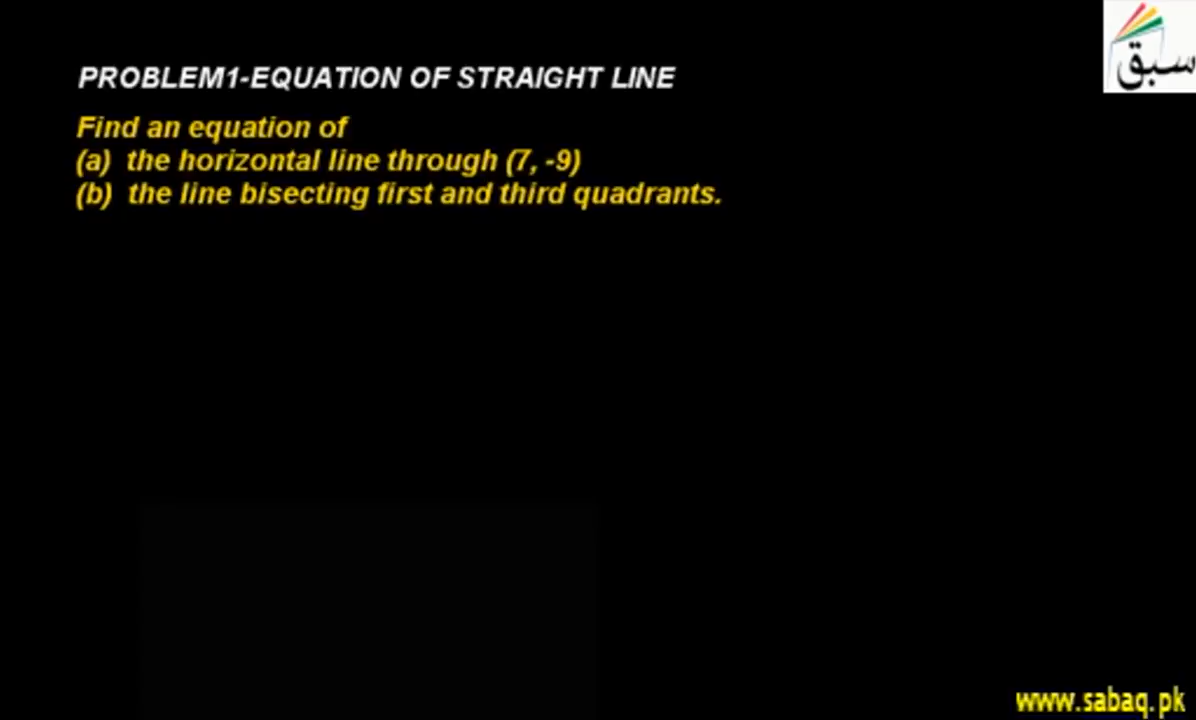 سبق
PROBLEM1-EQUATION OF STRAIGHT LINE
Find an equation of
(a) the horizontal line through (7, -9)
(b) the line bisecting first and third quadrants.
www.sabaq.pk